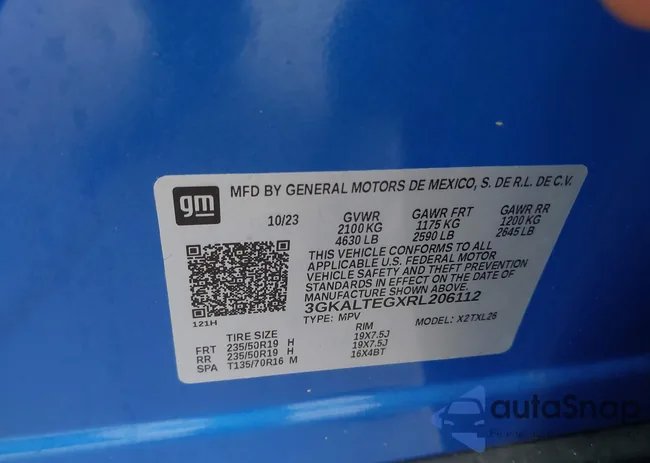 gm
MFD BY GENERAL MOTORS DE MEXICO, S. DE R.L. DE C.V.
10/23 GVWR GAWR FRT GAWR RR
2100 KG 1175 KG 1200 KG
4630 LB 2590 LB 2645 LB
THIS VEHICLE CONFORMS TO ALL
APPLICABLE U.S. FEDERAL MOTOR
VEHICLE SAFETY AND THEFT PREVENTION
STANDARDS IN EFFECT ON THE DATE OF
MANUFACTURE SHOWN ABOVE.
3GKALTEGXRL206112
121H
TYPE: MPV MODEL: X2TXL26
TIRE SIZE RIM
FRT 235/50R19 H 19X7.5J
RR 235/50R19 H 19X7.5J
SPA T135/70R16 M 16X4BT
autoSnap